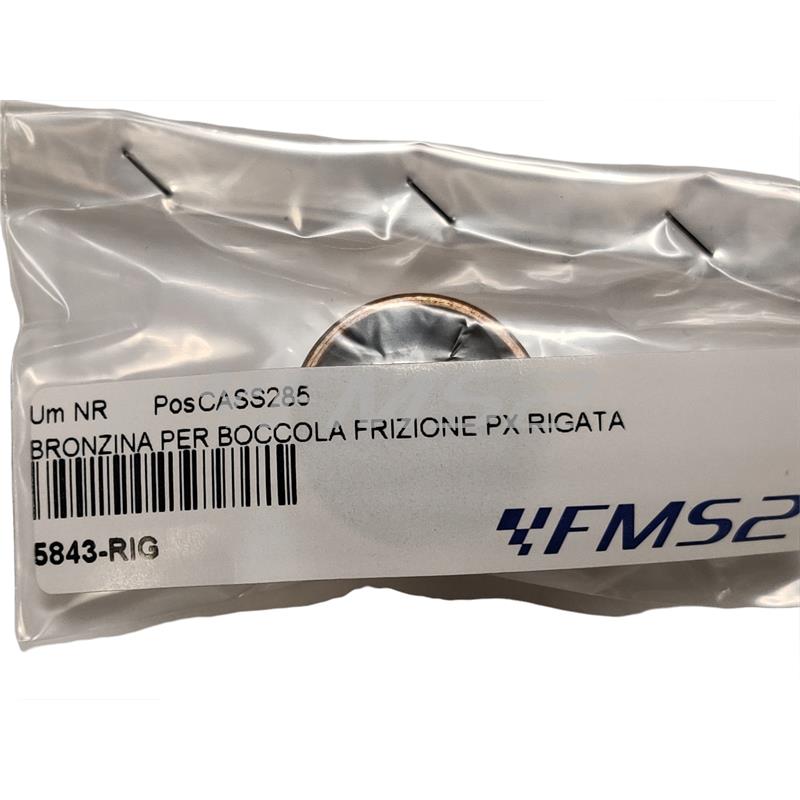 Um NR PosCASS285
BRONZINA PER BOCCOLA FRIZIONE PX RIGATA
5843-RIG
FMS2